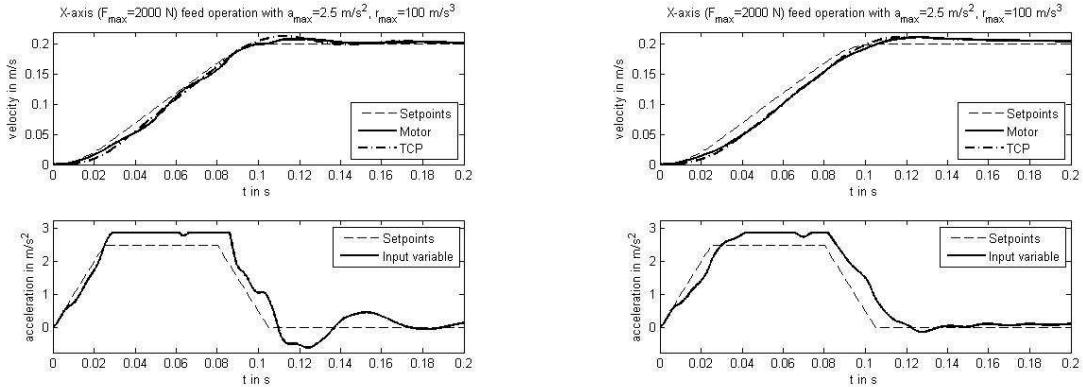 X-axis (Fmax=2000 N) feed operation with amax=2.5 m/s², rmax=100 m/s³
velocity in m/s
0.2
0.15
0.1
0.05
0
Setpoints
Motor
TCP
0 0.02 0.04 0.06 0.08 0.1 0.12 0.14 0.16 0.18 0.2
t in s
acceleration in m/s²
3
2
1
0
Setpoints
Input variable
0 0.02 0.04 0.06 0.08 0.1 0.12 0.14 0.16 0.18 0.2
t in s
X-axis (Fmax=2000 N) feed operation with amax=2.5 m/s², rmax=100 m/s³
velocity in m/s
0.2
0.15
0.1
0.05
0
Setpoints
Motor
TCP
0 0.02 0.04 0.06 0.08 0.1 0.12 0.14 0.16 0.18 0.2
t in s
acceleration in m/s²
3
2
1
0
Setpoints
Input variable
0 0.02 0.04 0.06 0.08 0.1 0.12 0.14 0.16 0.18 0.2
t in s